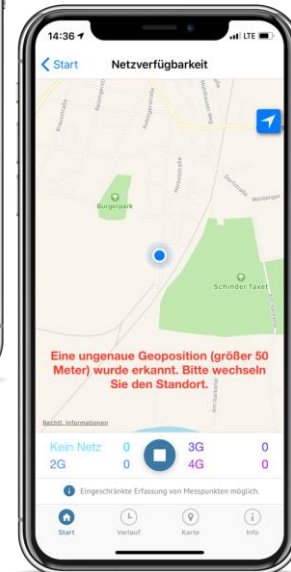 14:36
LTE
Start
Netzverfügbarkeit
Burgerpark
Schinder Taxet
Eine ungenaue Geoposition (größer 50
Meter) wurde erkannt. Bitte wechseln
Sie den Standort.
Rechtl. Informationen
Kein Netz 0
3G 0
2G 0
4G 0
Eingeschränkte Erfassung von Messpunkten möglich.
Start
Verlauf
Karte
Info